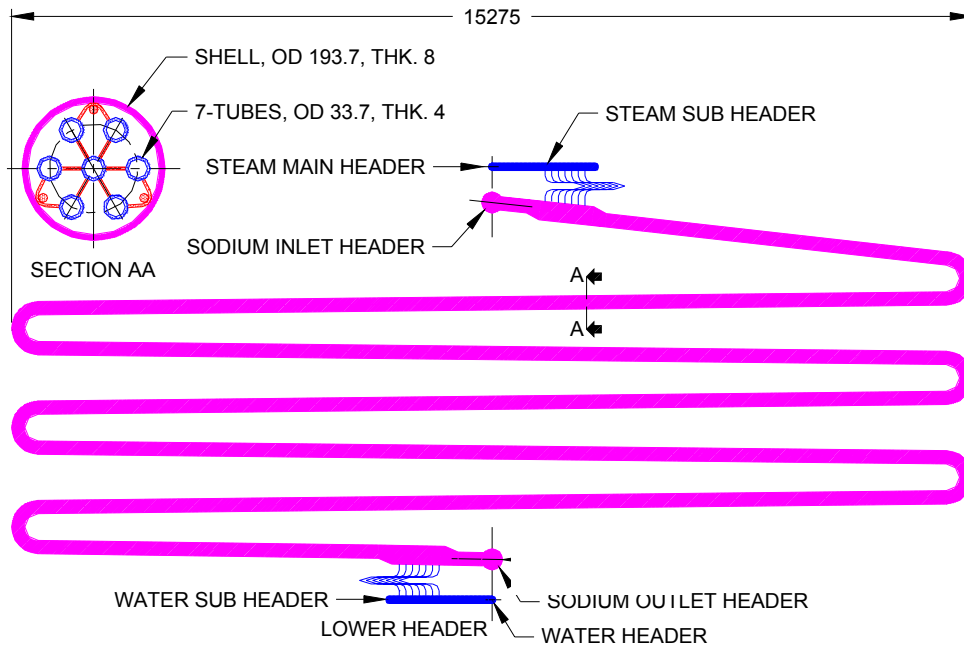 15275
SHELL, OD 193.7, THK. 8
7-TUBES, OD 33.7, THK. 4
STEAM SUB HEADER
STEAM MAIN HEADER
SODIUM INLET HEADER
SECTION AA
A
A
WATER SUB HEADER
SODIUM OUTLET HEADER
LOWER HEADER
WATER HEADER